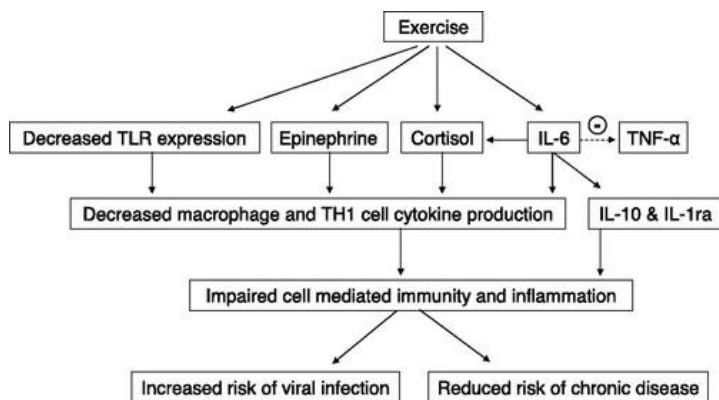 Exercise
Decreased TLR expression
Epinephrine
Cortisol
IL-6
-
TNF-α
Decreased macrophage and TH1 cell cytokine production
IL-10 & IL-1ra
Impaired cell mediated immunity and inflammation
Increased risk of viral infection
Reduced risk of chronic disease